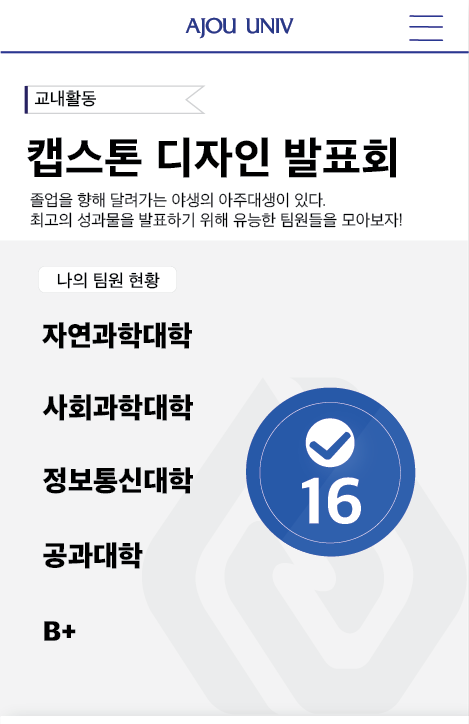 AJOU UNIV
교내활동
캡스톤 디자인 발표회
졸업을 향해 달려가는 야생의 아주대생이 있다.
최고의 성과물을 발표하기 위해 유능한 팀원들을 모아보자!
나의 팀원 현황
자연과학대학
사회과학대학
정보통신대학
16
공과대학
B+